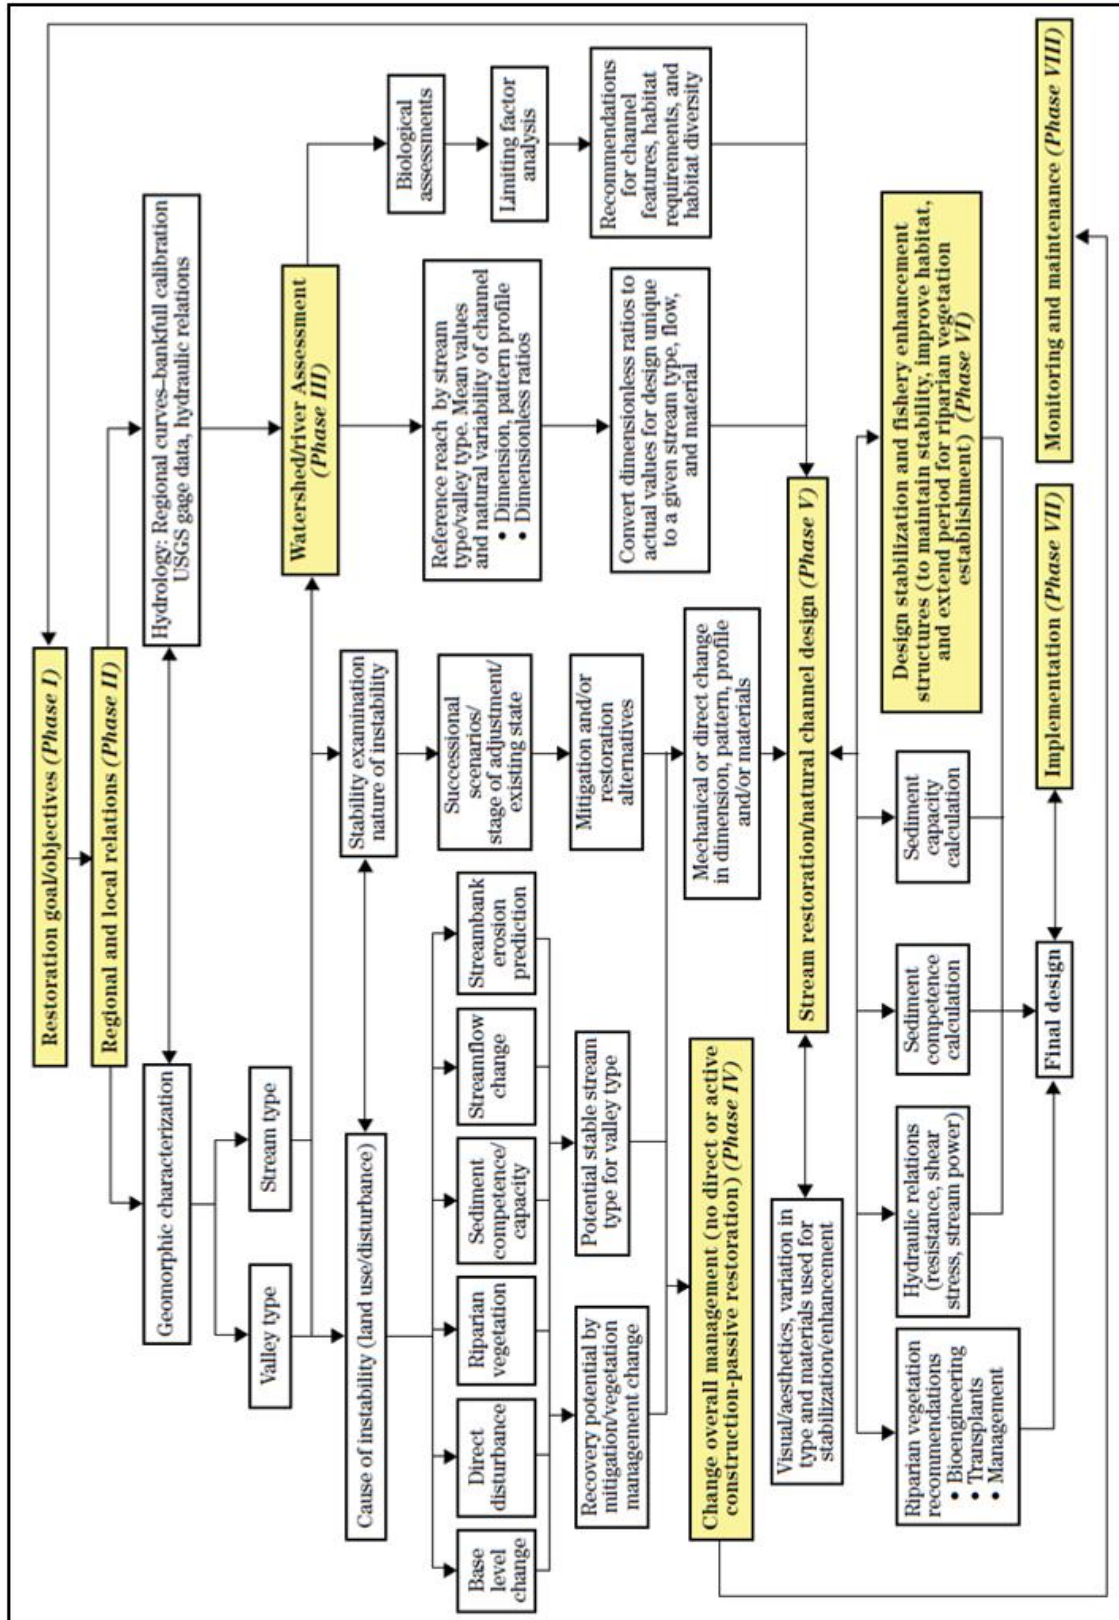 Restoration goal/objectives (Phase I)
Regional and local relations (Phase II)
Geomorphic characterization
Hydrology: Regional curves–bankfull calibration
USGS gage data, hydraulic relations
Valley type
Stream type
Watershed/river Assessment
(Phase III)
Cause of instability (land use/disturbance)
Stability examination
nature of instability
Biological
assessments
Base
level
change
Direct
disturbance
Riparian
vegetation
Sediment
competence/
capacity
Streamflow
change
Streambank
erosion
prediction
Successional
scenarios/
stage of adjustment/
existing state
Reference reach by stream
type/valley type. Mean values
and natural variability of channel
• Dimension, pattern profile
• Dimensionless ratios
Limiting factor
analysis
Recovery potential by
mitigation/vegetation
management change
Potential stable stream
type for valley type
Mitigation and/or
restoration
alternatives
Convert dimensionless ratios to
actual values for design unique
to a given stream type, flow,
and material
Recommendations
for channel
features, habitat
requirements, and
habitat diversity
Change overall management (no direct or active
construction-passive restoration) (Phase IV)
Mechanical or direct change
in dimension, pattern, profile
and/or materials
Visual/aesthetics, variation in
type and materials used for
stabilization/enhancement
Stream restoration/natural channel design (Phase V)
Riparian vegetation
recommendations
• Bioengineering
• Transplants
• Management
Hydraulic relations
(resistance, shear
stress, stream power)
Sediment
competence
calculation
Sediment
capacity
calculation
Design stabilization and fishery enhancement
structures (to maintain stability, improve habitat,
and extend period for riparian vegetation
establishment) (Phase VI)
Final design
Implementation (Phase VII)
Monitoring and maintenance (Phase VIII)